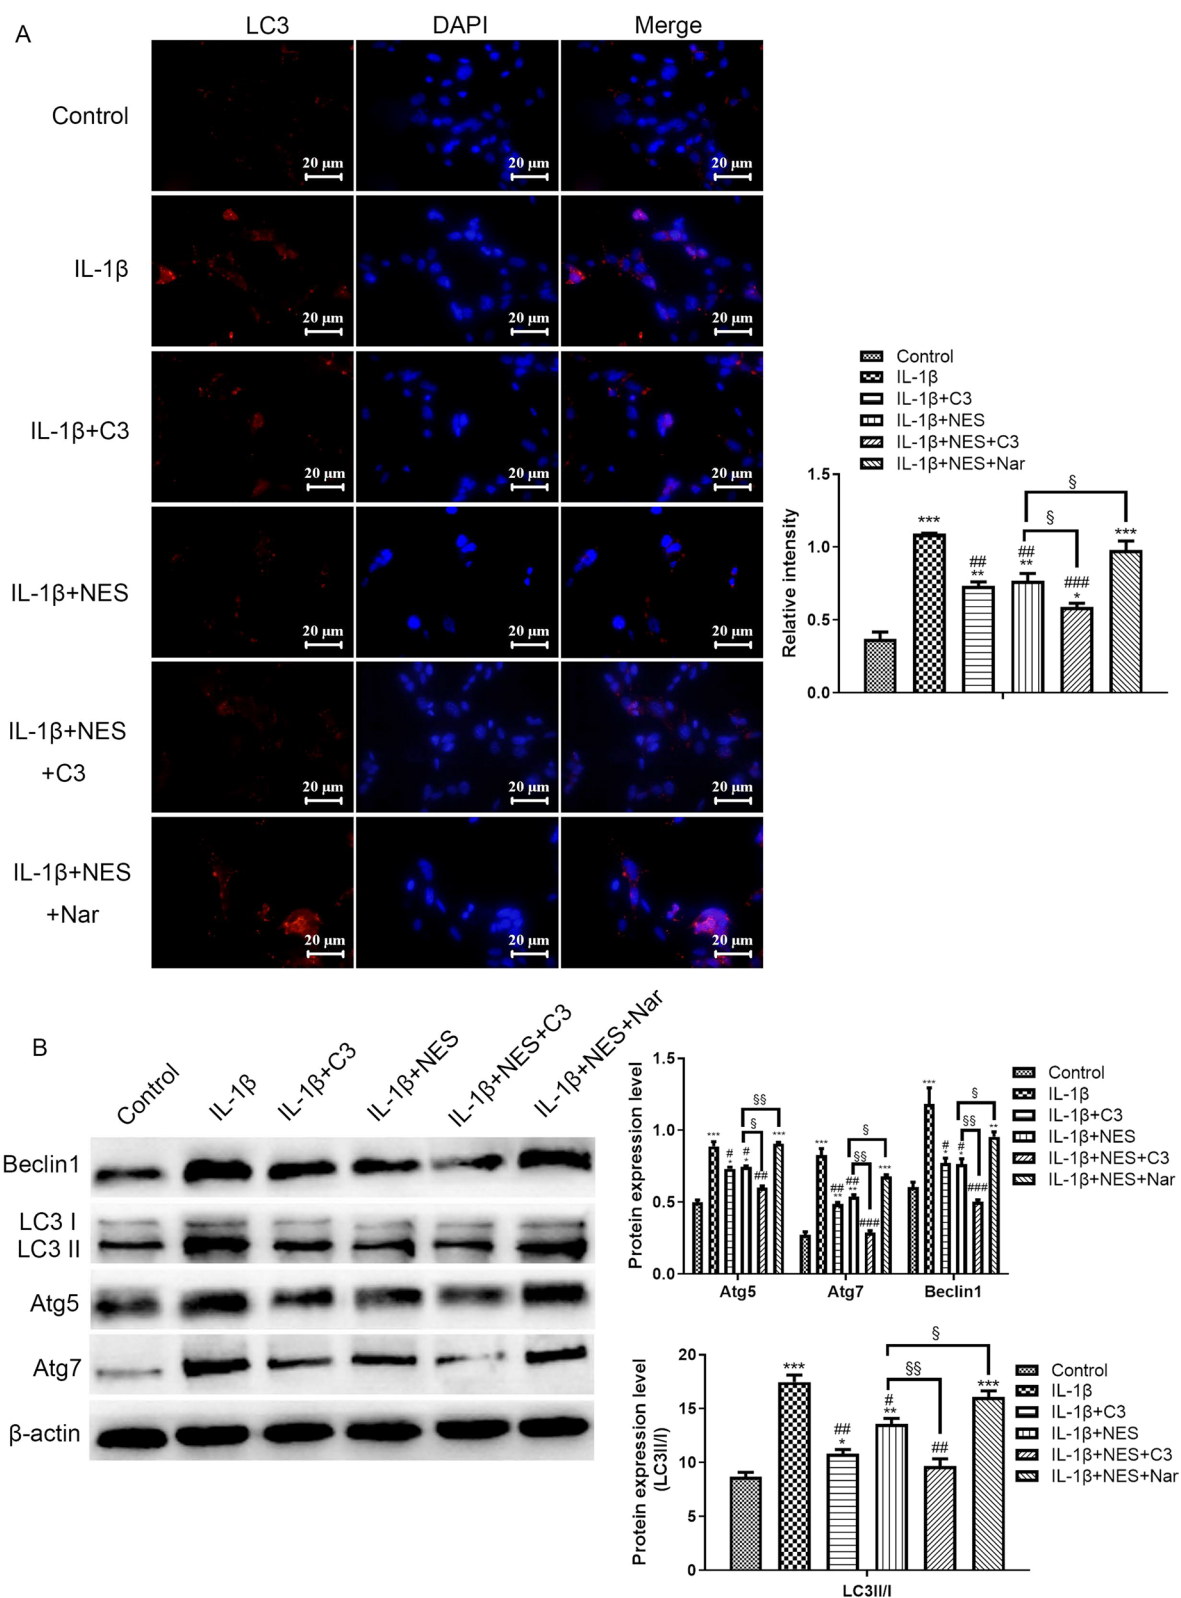 A
LC3 DAPI Merge
Control
20 μm 20 μm 20 μm
IL-1β
20 μm 20 μm 20 μm
IL-1β+C3
20 μm 20 μm 20 μm
IL-1β+NES
20 μm 20 μm 20 μm
IL-1β+NES
+C3
20 μm 20 μm 20 μm
IL-1β+NES
+Nar
20 μm 20 μm 20 μm
Control
IL-1β
IL-1β+C3
IL-1β+NES
IL-1β+NES+C3
IL-1β+NES+Nar
Relative intensity
1.5
1.0
0.5
0.0
***
##
**
##
**
###
*
***
§
§
B
Control IL-1β IL-1β+C3 IL-1β+NES IL-1β+NES+C3 IL-1β+NES+Nar
Beclin1
LC3 I
LC3 II
Atg5
Atg7
β-actin
Protein expression level
1.5
1.0
0.5
0.0
***
#
*
#
*
##
***
§
§§
***
##
**
##
**
###
***
§§
§
***
#
*
#
*
###
**
§§
§
Atg5 Atg7 Beclin1
Control
IL-1β
IL-1β+C3
IL-1β+NES
IL-1β+NES+C3
IL-1β+NES+Nar
Protein expression level
(LC3II/I)
20
15
10
5
0
***
##
*
#
**
##
***
§§
§
LC3II/I
Control
IL-1β
IL-1β+C3
IL-1β+NES
IL-1β+NES+C3
IL-1β+NES+Nar